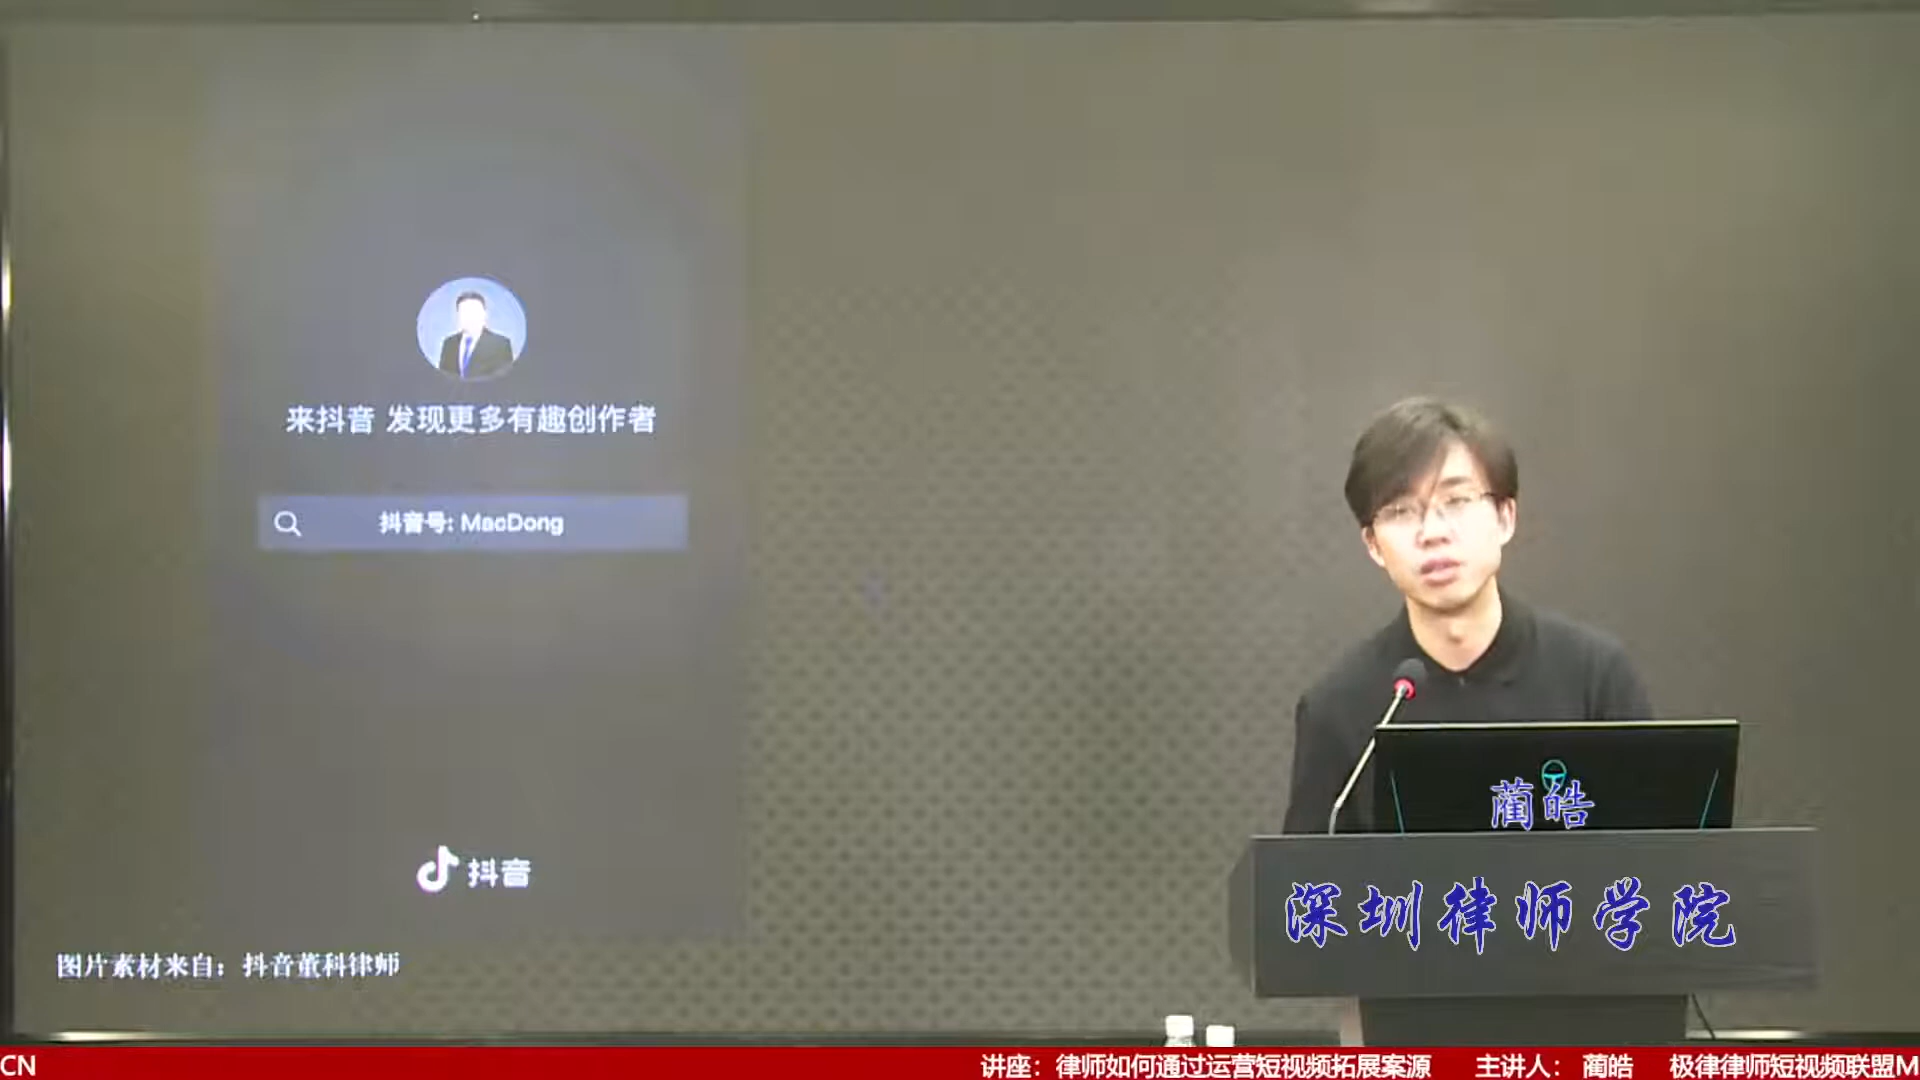 来抖音 发现更多有趣创作者
抖音号: MacDong
抖音
图片素材来自：抖音董科律师
蔺皓
深圳律师学院
CN 讲座：律师如何通过运营短视频拓展案源 主讲人：蔺皓 极律律师短视频联盟M